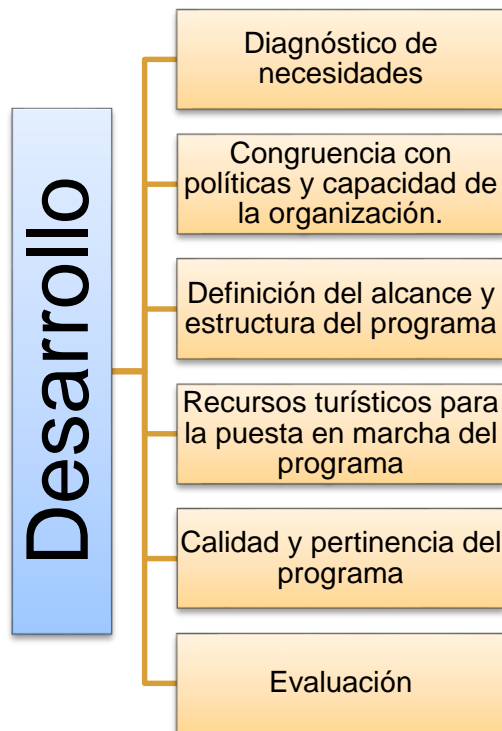 Desarrollo
Diagnóstico de
necesidades
Congruencia con
políticas y capacidad de
la organización.
Definición del alcance y
estructura del programa
Recursos turísticos para
la puesta en marcha del
programa
Calidad y pertinencia del
programa
Evaluación